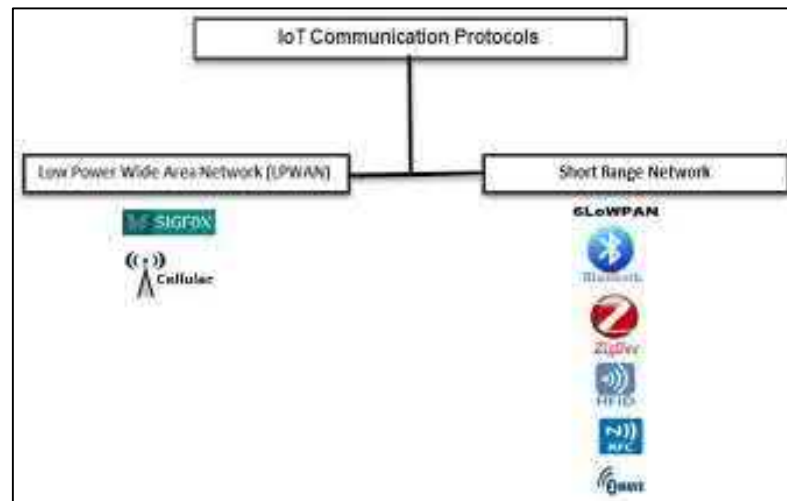 IoT Communication Protocols
Low Power Wide Area Network (LPWAN)
Short Range Network
SIGFOX
Cellular
6LoWPAN
Bluetooth
ZigBee
RFID
NFC
WAVE